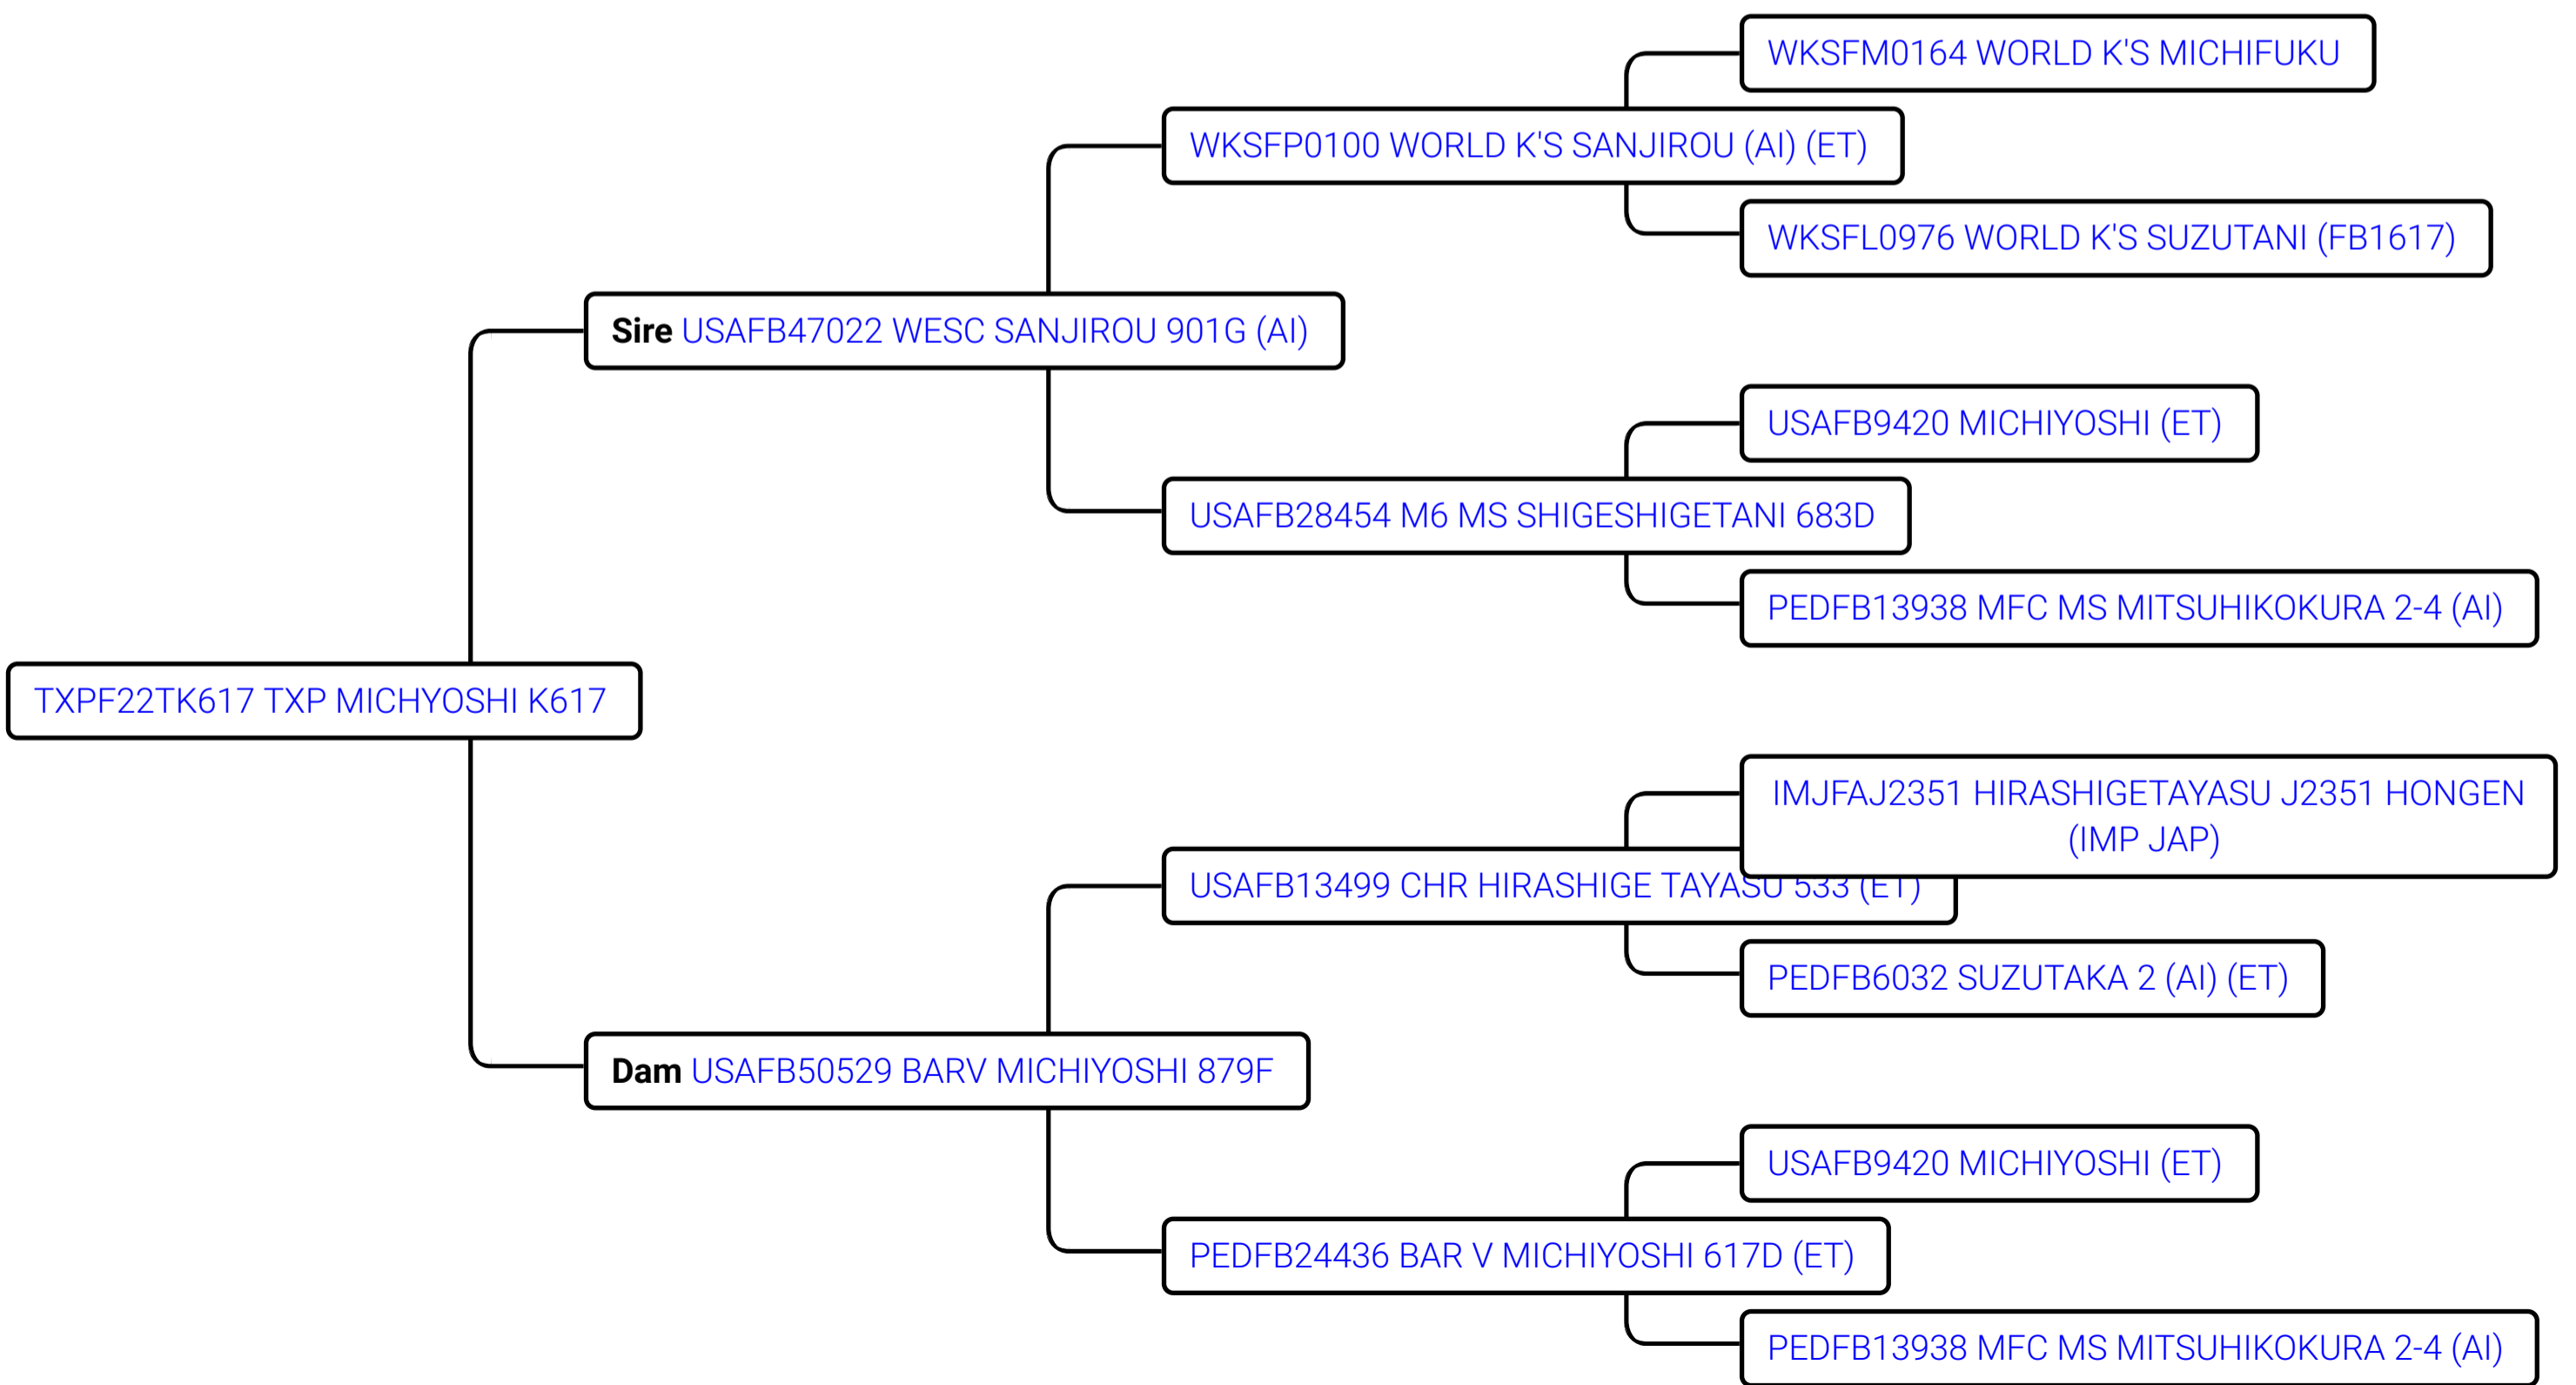 WKSFM0164 WORLD K'S MICHIFUKU
WKSFP0100 WORLD K'S SANJIROU (AI) (ET)
WKSFL0976 WORLD K'S SUZUTANI (FB1617)
Sire USAFB47022 WESC SANJIROU 901G (AI)
USAFB9420 MICHIYOSHI (ET)
USAFB28454 M6 MS SHIGESHIGETANI 683D
PEDFB13938 MFC MS MITSUHIKOKURA 2-4 (AI)
TXPF22TK617 TXP MICHYOSHI K617
IMJFAJ2351 HIRASHIGETAYASU J2351 HONGEN
(IMP JAP)
USAFB13499 CHR HIRASHIGE TAYASU 533 (ET)
PEDFB6032 SUZUTAKA 2 (AI) (ET)
Dam USAFB50529 BARV MICHIYOSHI 879F
USAFB9420 MICHIYOSHI (ET)
PEDFB24436 BAR V MICHIYOSHI 617D (ET)
PEDFB13938 MFC MS MITSUHIKOKURA 2-4 (AI)